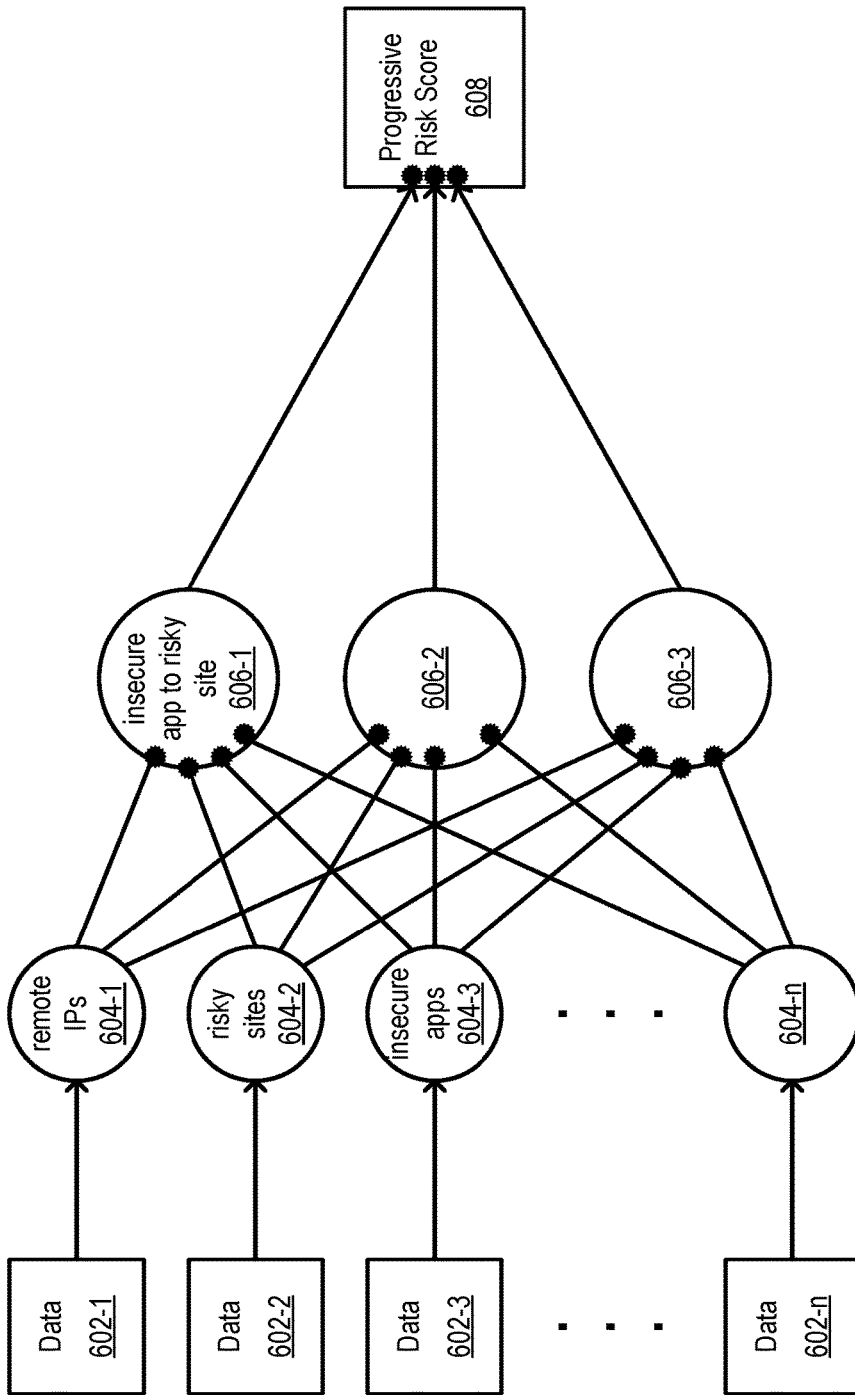 Data
602-1
Data
602-2
Data
602-3
Data
602-n
remote
IPs
604-1
risky
sites
604-2
insecure
apps
604-3
604-n
insecure
app to risky
site
606-1
606-2
606-3
Progressive
Risk Score
608